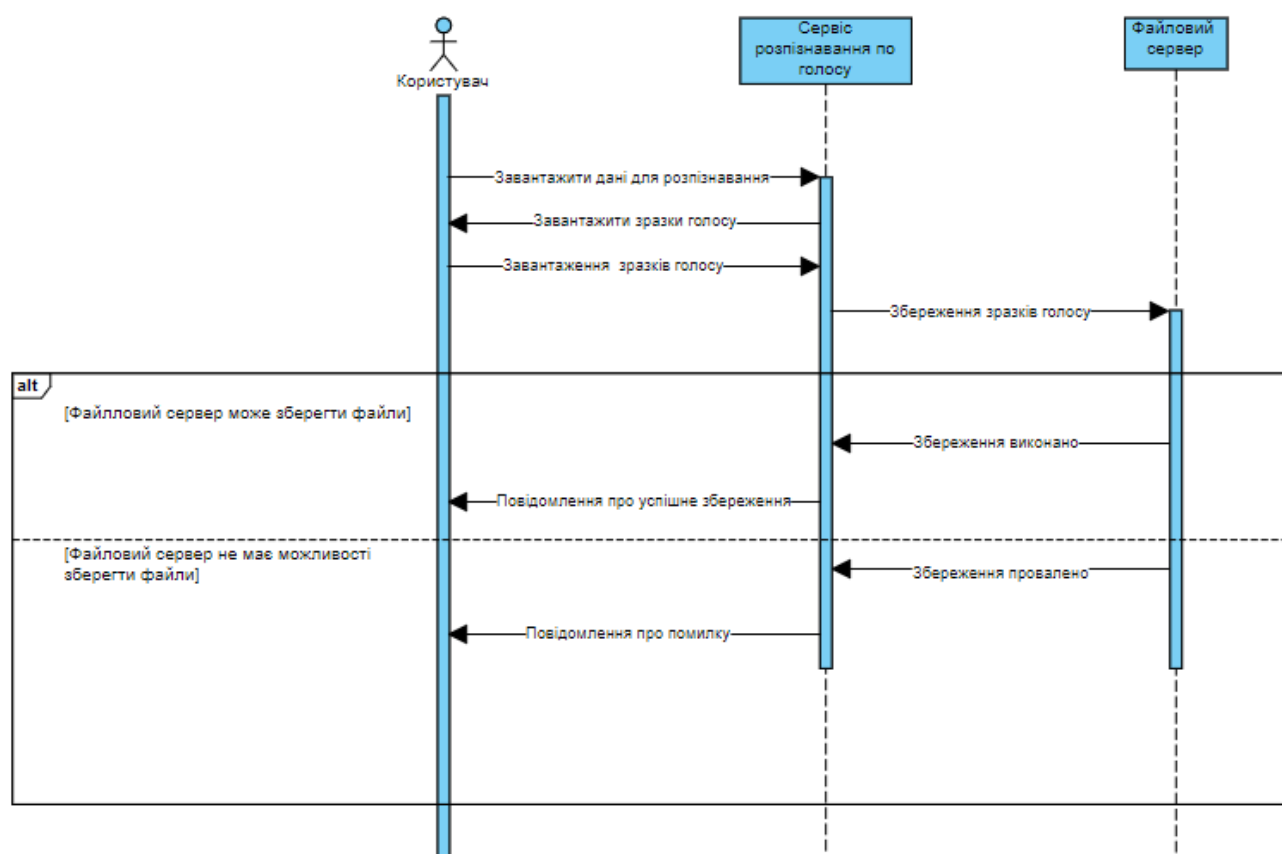 Користувач
Сервіс
розпізнавання по
голосу
Файловий
сервер
Завантажити дані для розпізнавання
Завантажити зразки голосу
Завантаження зразків голосу
Збереження зразків голосу
alt
[Файлловий сервер може зберегти файли]
Збереження виконано
Повідомлення про успішне збереження
[Файловий сервер не має можливості
зберегти файли]
Збереження провалено
Повідомлення про помилку